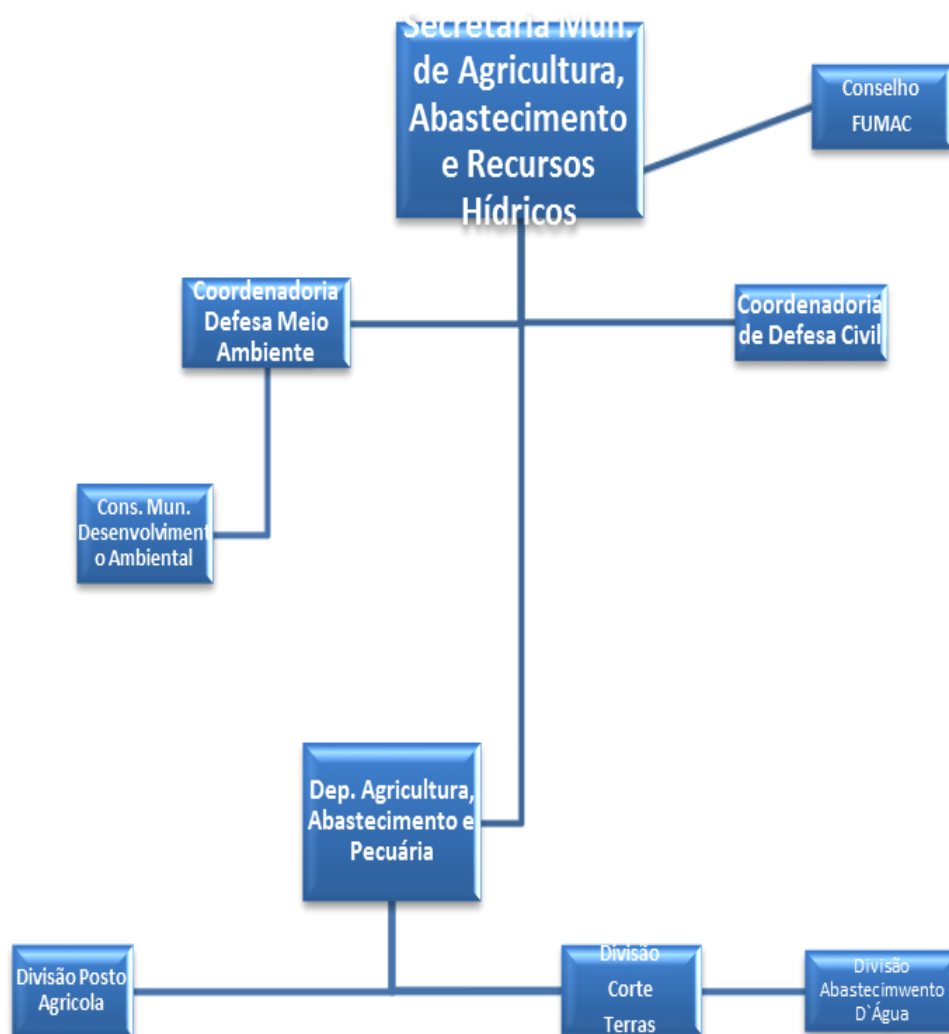 Secretaria Mun.
de Agricultura,
Abastecimento
e Recursos
Hídricos
Conselho
FUMAC
Coordenadoria
Defesa Meio
Ambiente
Coordenadoria
de Defesa Civil
Cons. Mun.
Desenvolviment
o Ambiental
Dep. Agricultura,
Abastecimento e
Pecuária
Divisão Posto
Agricola
Divisão
Corte
Terras
Divisão
Abastecimwento
D`Água